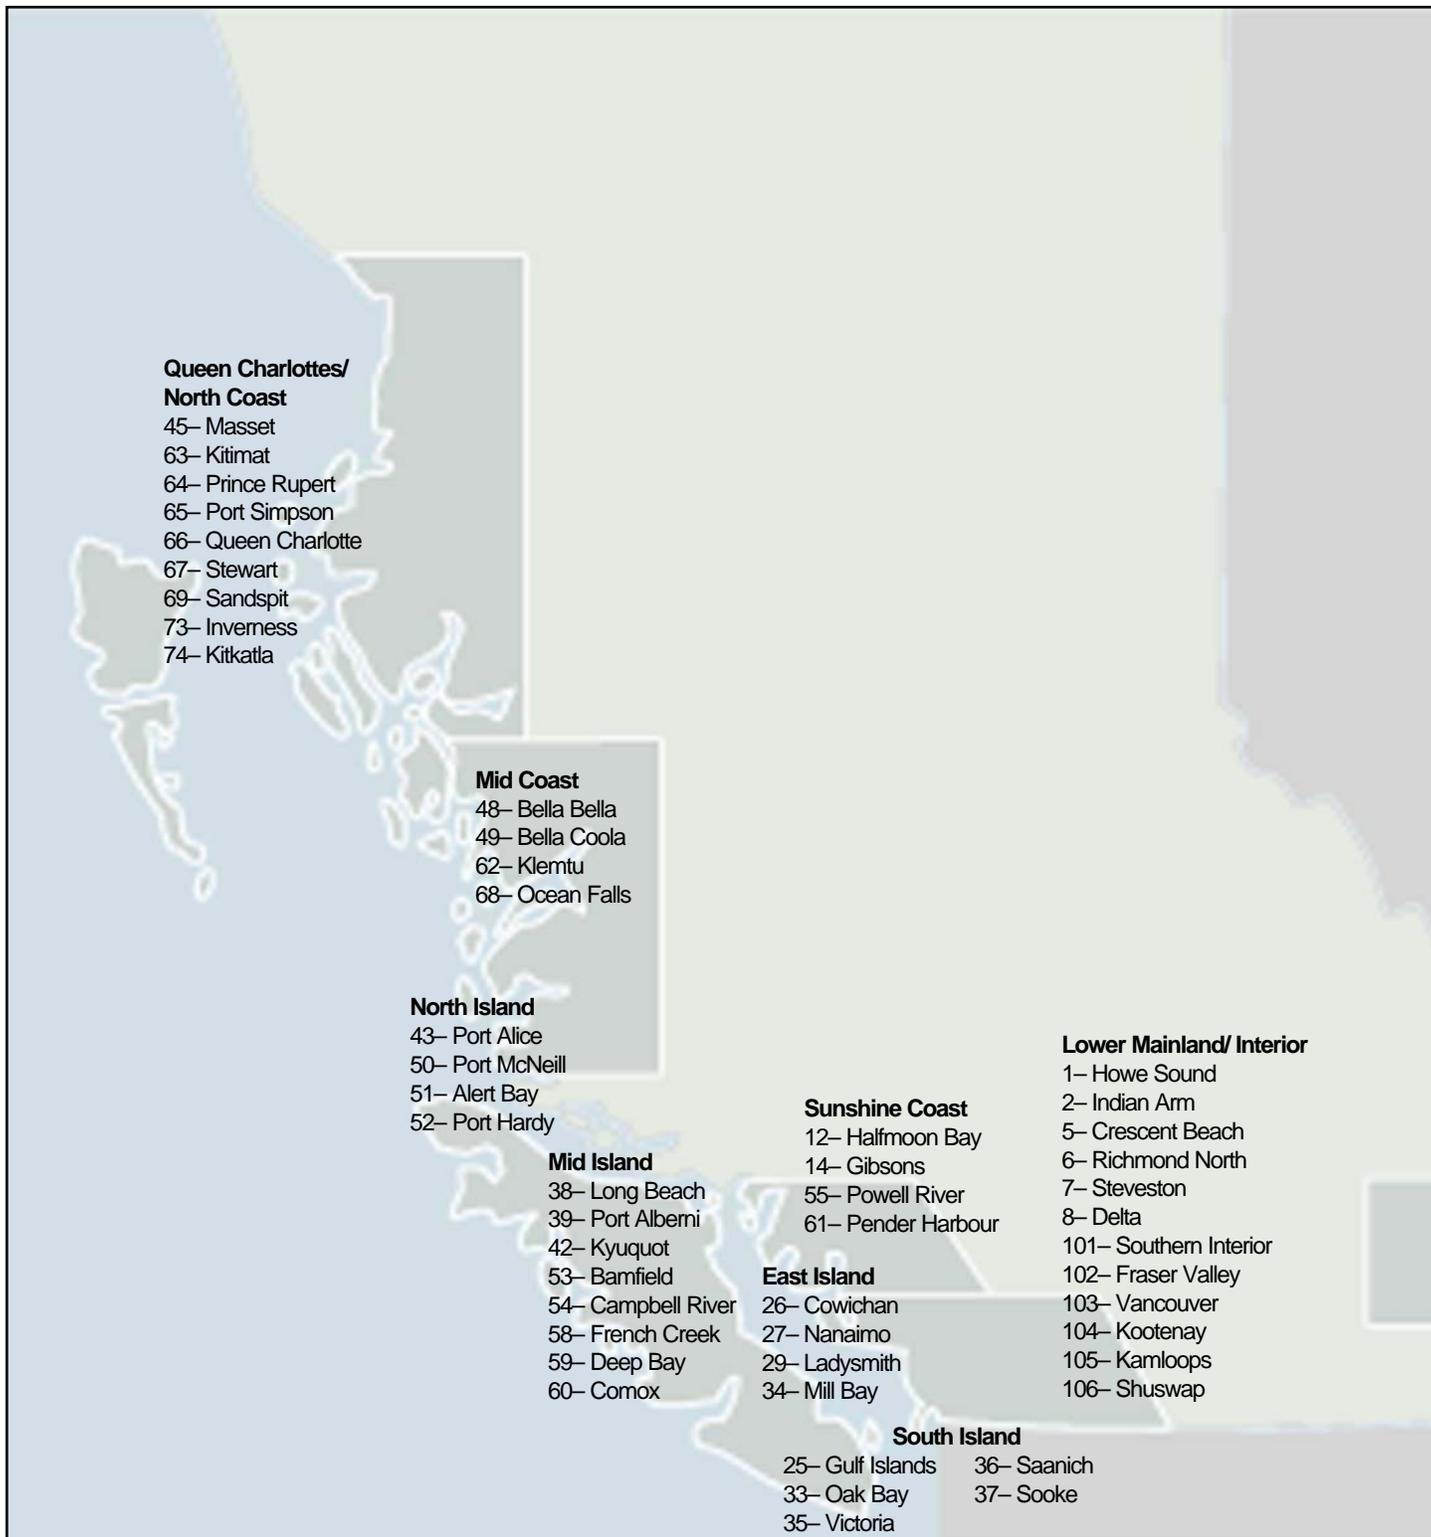 Queen Charlottes/
North Coast
45– Masset
63– Kitimat
64– Prince Rupert
65– Port Simpson
66– Queen Charlotte
67– Stewart
69– Sandspit
73– Inverness
74– Kitkatla
Mid Coast
48– Bella Bella
49– Bella Coola
62– Klemtu
68– Ocean Falls
North Island
43– Port Alice
50– Port McNeill
51– Alert Bay
52– Port Hardy
Mid Island
38– Long Beach
39– Port Alberni
42– Kyuquot
53– Bamfield
54– Campbell River
58– French Creek
59– Deep Bay
60– Comox
Sunshine Coast
12– Halfmoon Bay
14– Gibsons
55– Powell River
61– Pender Harbour
East Island
26– Cowichan
27– Nanaimo
29– Ladysmith
34– Mill Bay
Lower Mainland/ Interior
1– Howe Sound
2– Indian Arm
5– Crescent Beach
6– Richmond North
7– Steveston
8– Delta
101– Southern Interior
102– Fraser Valley
103– Vancouver
104– Kootenay
105– Kamloops
106– Shuswap
South Island
25– Gulf Islands 36– Saanich
33– Oak Bay 37– Sooke
35– Victoria